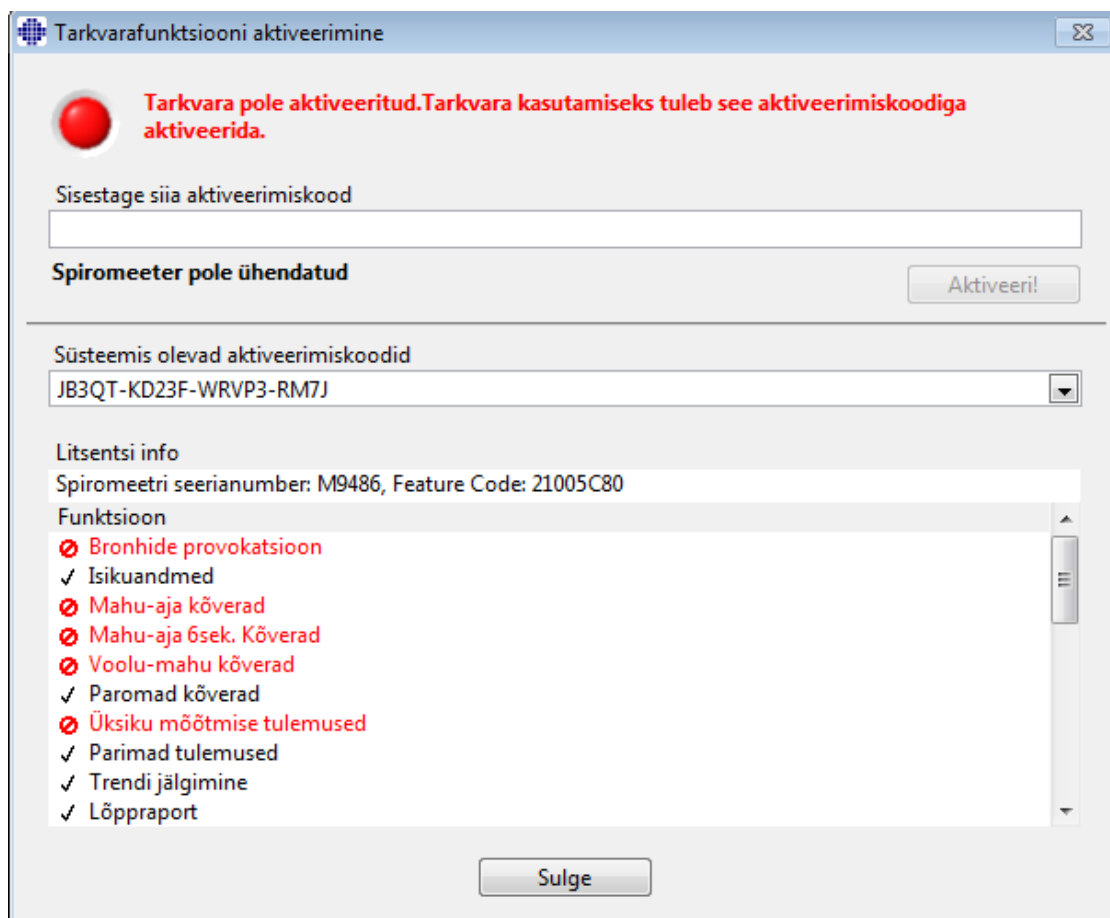 Tarkvarafunktsiooni aktiveerimine
Tarkvara pole aktiveeritud.Tarkvara kasutamiseks tuleb see aktiveerimiskoodiga
aktiveerida.
Sisestage siia aktiveerimiskood
Spiromeeter pole ühendatud
Aktiveeri!
Süsteemis olevad aktiveerimiskoodid
JB3QT-KD23F-WRVP3-RM7J
Litsentsi info
Spiromeetri seerianumber: M9486, Feature Code: 21005C80
Funktsioon
Bronhide provokatsioon
Isikuandmed
Mahu-aja kõverad
Mahu-aja 6sek. Kõverad
Voolu-mahu kõverad
Paromad kõverad
Üksiku mõõtmise tulemused
Parimad tulemused
Trendi jälgimine
Lõppraport
Sulge